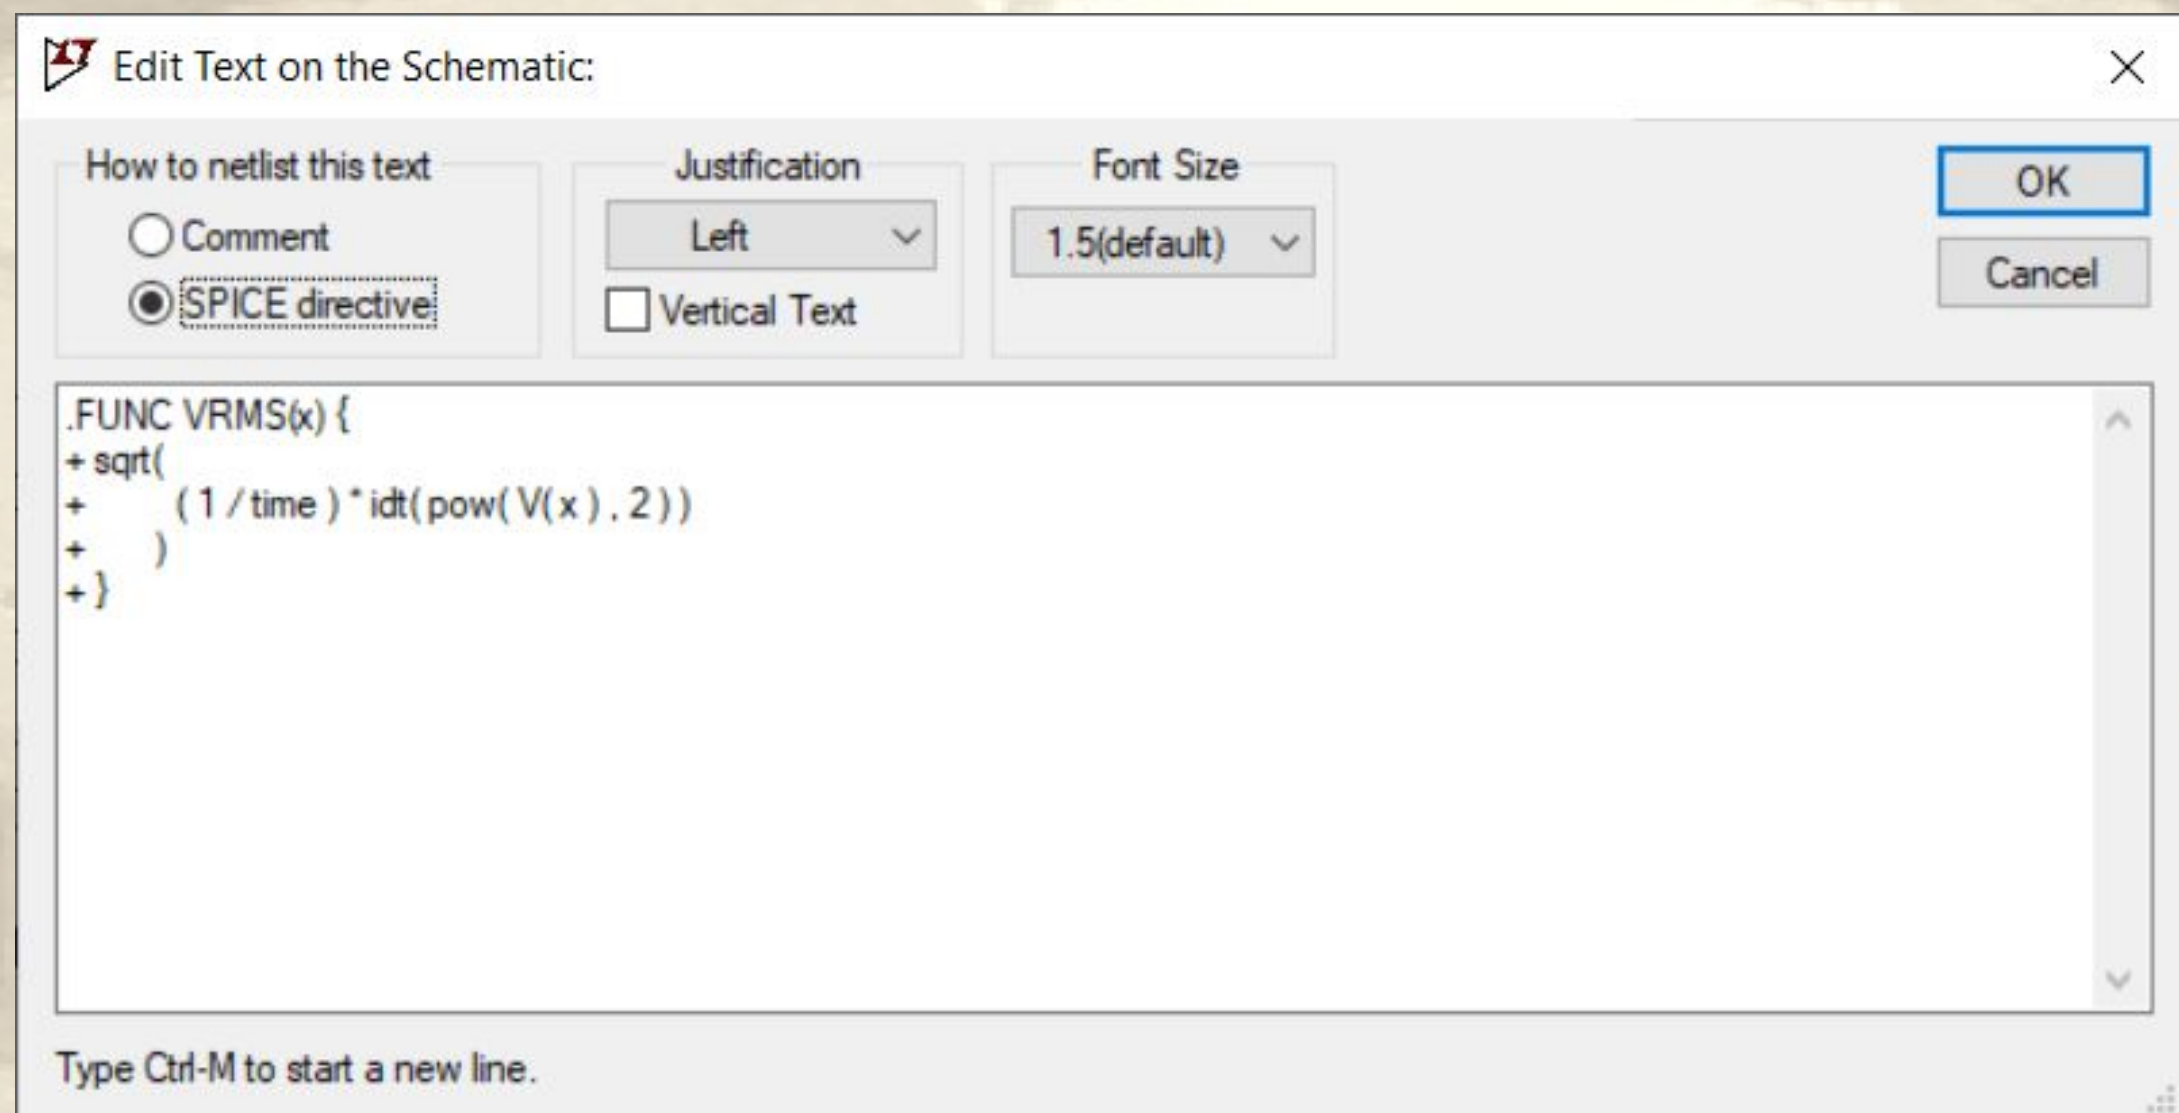 Edit Text on the Schematic:
How to netlist this text
Comment
SPICE directive
Justification
Left
Vertical Text
Font Size
1.5(default)
OK
Cancel
.FUNC VRMS(x) {
+ sqrt(
+ ( 1 / time ) * idt( pow( V( x ) , 2 ) )
+ )
+ }
Type Ctrl-M to start a new line.